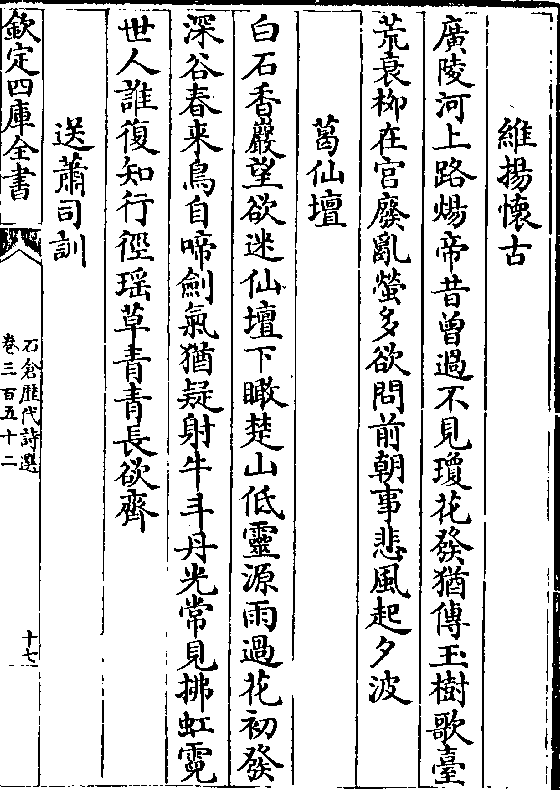 維揚懷古
廣陵河上路煬帝昔曾過不見瓊花發猶傳玉樹歌臺
荒衰栁在宫廢亂螢多欲問前朝事悲風起夕波
葛仙壇
白石香巖望欲迷仙壇下瞰楚山低靈源雨過花初發
深谷春来鳥自啼劍氣猶疑射牛斗丹光常見拂虹霓
世人誰復知行徑瑶草青青長欲齊
送蕭司訓
欽定四庫全書
石倉歴代詩選
卷三百五十二
十七